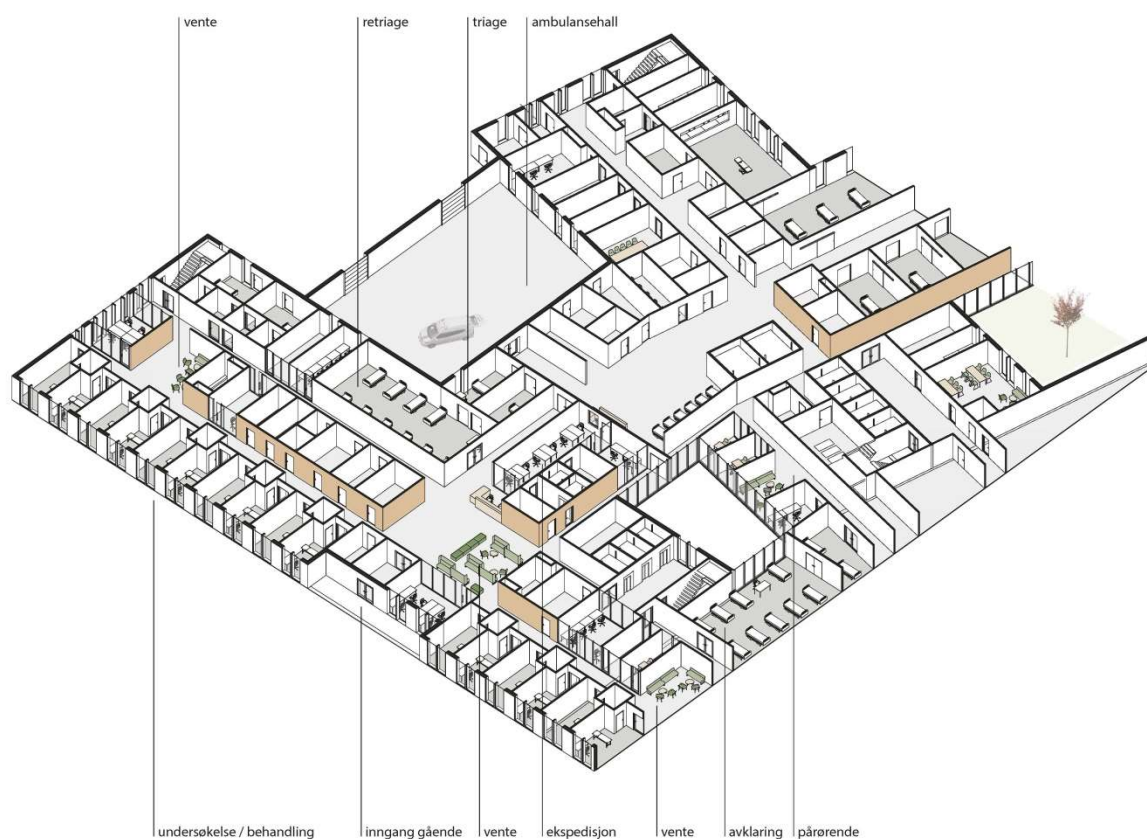 vente
retriage
triage
ambulansehall
undersøkelse / behandling
inngang gående
vente
ekspedisjon
vente
avklaring
pårørende